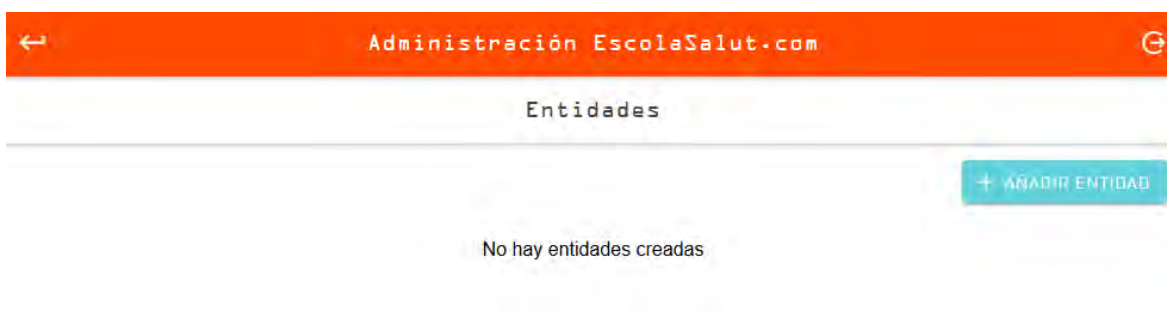 Administración EscolaSalut.com
Entidades
+ AÑADIR ENTIDAD
No hay entidades creadas